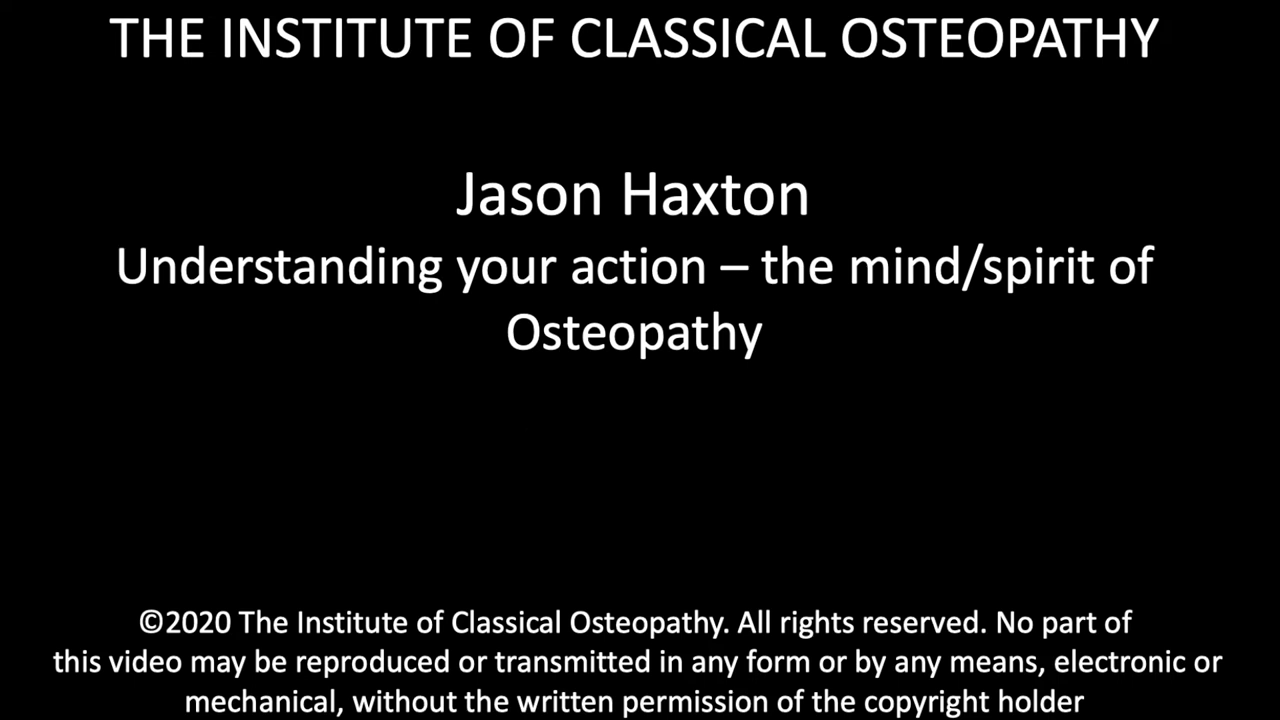 THE INSTITUTE OF CLASSICAL OSTEOPATHY
Jason Haxton
Understanding your action – the mind/spirit of
Osteopathy
©2020 The Institute of Classical Osteopathy. All rights reserved. No part of
this video may be reproduced or transmitted in any form or by any means, electronic or
mechanical, without the written permission of the copyright holder